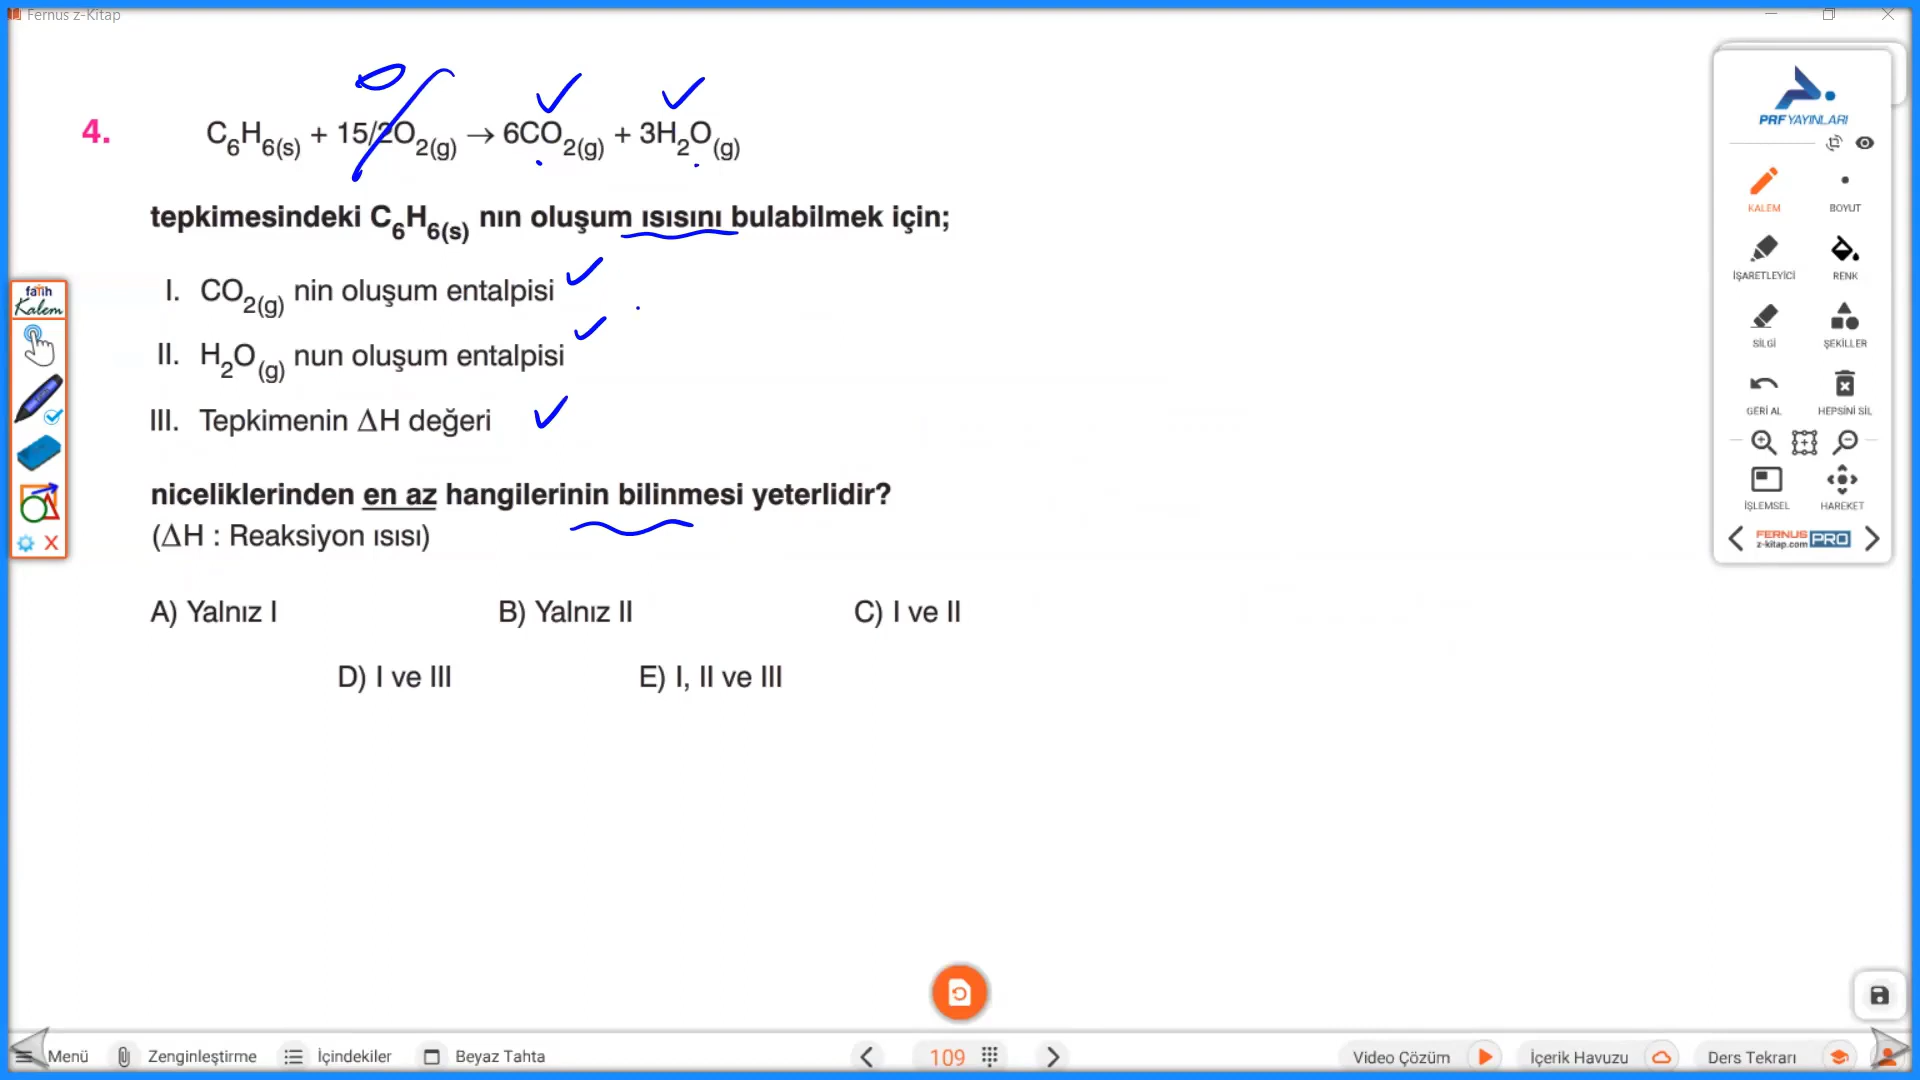 Fernus z-Kitap
4. C6H6(s) + 15/2O2(g) → 6CO2(g) + 3H2O(g)
tepkimesindeki C6H6(s) nın oluşum ısısını bulabilmek için;
I. CO2(g) nin oluşum entalpisi
II. H2O(g) nun oluşum entalpisi
III. Tepkimenin ΔH değeri
niceliklerinden en az hangilerinin bilinmesi yeterlidir?
(ΔH : Reaksiyon ısısı)
A) Yalnız I B) Yalnız II C) I ve II
D) I ve III E) I, II ve III
fatih
Kalem
PRF YAYINLARI
KALEM BOYUT
İŞARETLEYİCİ RENK
SİLGİ ŞEKİLLER
GERİ AL HEPSİNİ SİL
İŞLEMSEL HAREKET
FERNUS
z-kitap.com PRO
Menü Zenginleştirme İçindekiler Beyaz Tahta 109 Video Çözüm İçerik Havuzu Ders Tekrarı